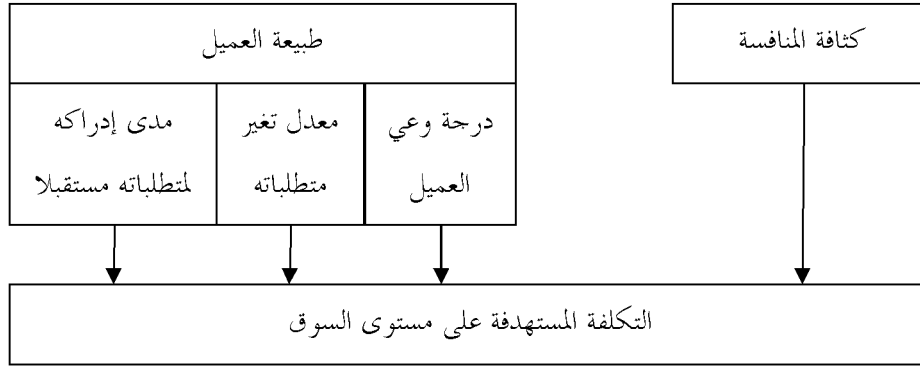 كثافة المنافسة
طبيعة العميل
درجة وعي
العميل
معدل تغير
متطلباته
مدى إدراكه
لمتطلباته مستقبلا
التكلفة المستهدفة على مستوى السوق